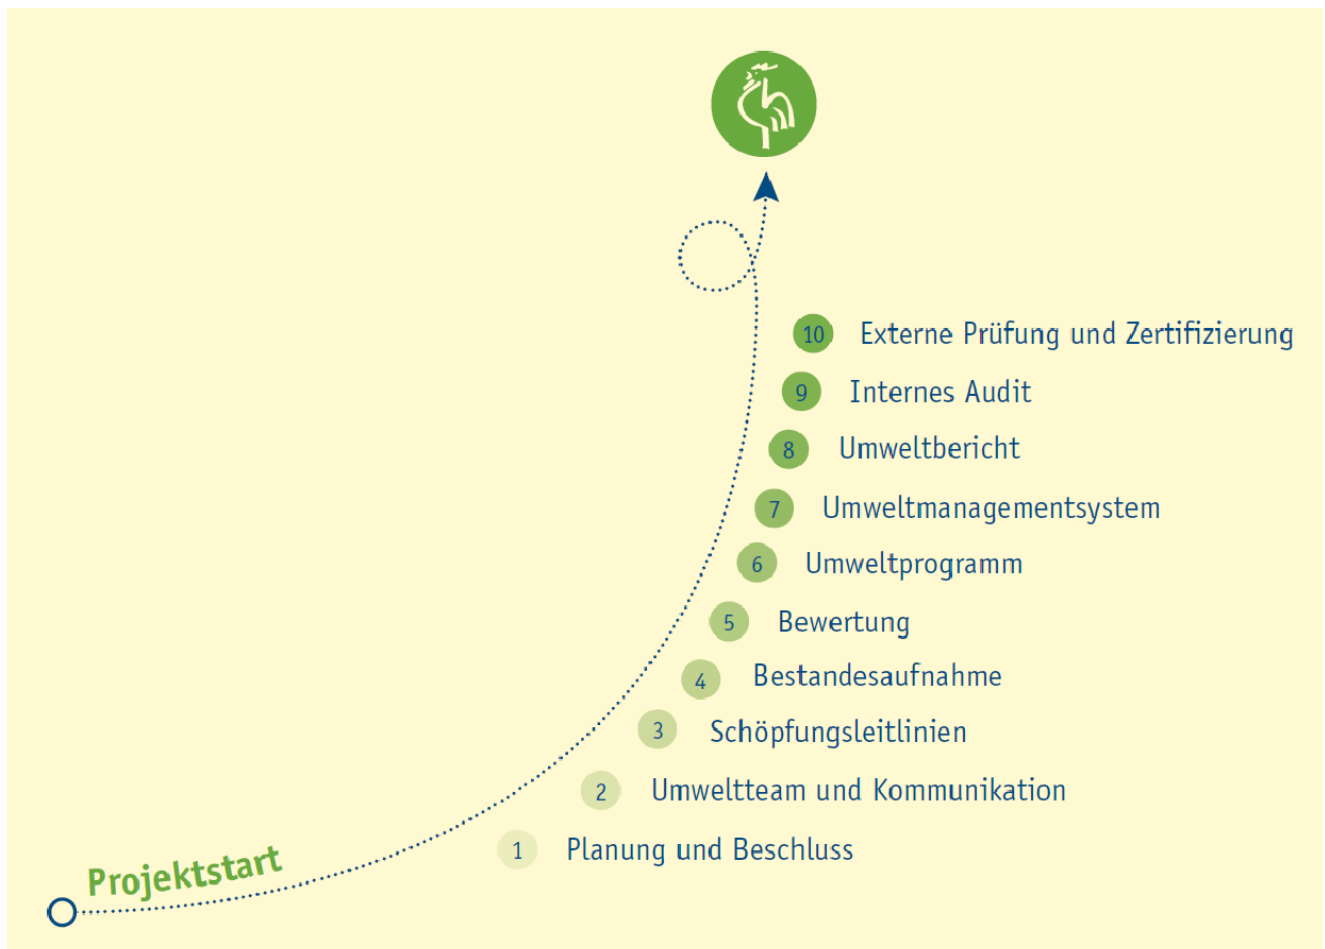 10 Externe Prüfung und Zertifizierung
9 Internes Audit
8 Umweltbericht
7 Umweltmanagementsystem
6 Umweltprogramm
5 Bewertung
4 Bestandesaufnahme
3 Schöpfungsleitlinien
2 Umweltteam und Kommunikation
1 Planung und Beschluss
Projektstart